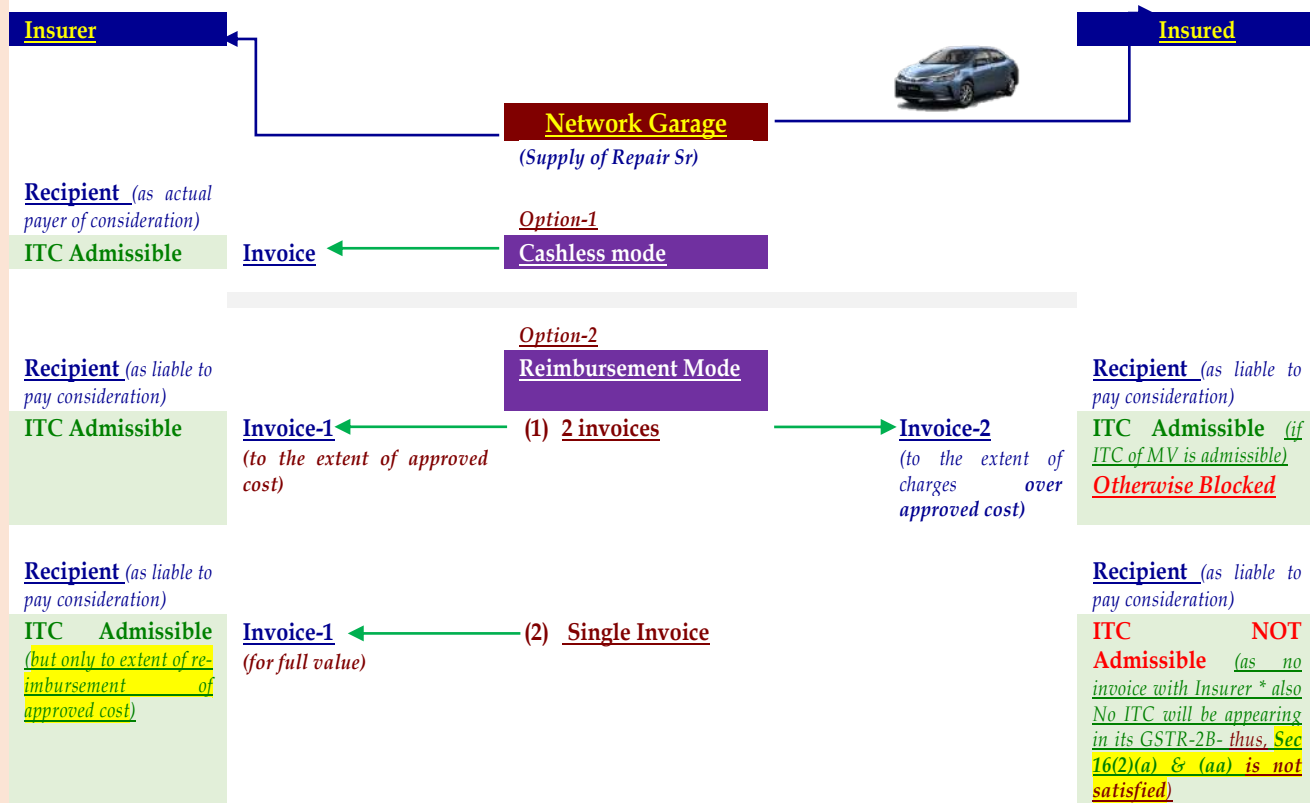 Insurer
Insured
Network Garage
(Supply of Repair Sr)
Recipient (as actual
payer of consideration)
ITC Admissible
Invoice
Option-1
Cashless mode
Option-2
Reimbursement Mode
Recipient (as liable to
pay consideration)
ITC Admissible
Invoice-1
(to the extent of approved
cost)
(1) 2 invoices
Invoice-2
(to the extent of
charges over
approved cost)
Recipient (as liable to
pay consideration)
ITC Admissible (if
ITC of MV is admissible)
Otherwise Blocked
Recipient (as liable to
pay consideration)
ITC Admissible
(but only to extent of re-
imbursement of
approved cost)
Invoice-1
(for full value)
(2) Single Invoice
Recipient (as liable to
pay consideration)
ITC NOT
Admissible (as no
invoice with Insurer * also
No ITC will be appearing
in its GSTR-2B- thus, Sec
16(2)(a) & (aa) is not
satisfied)